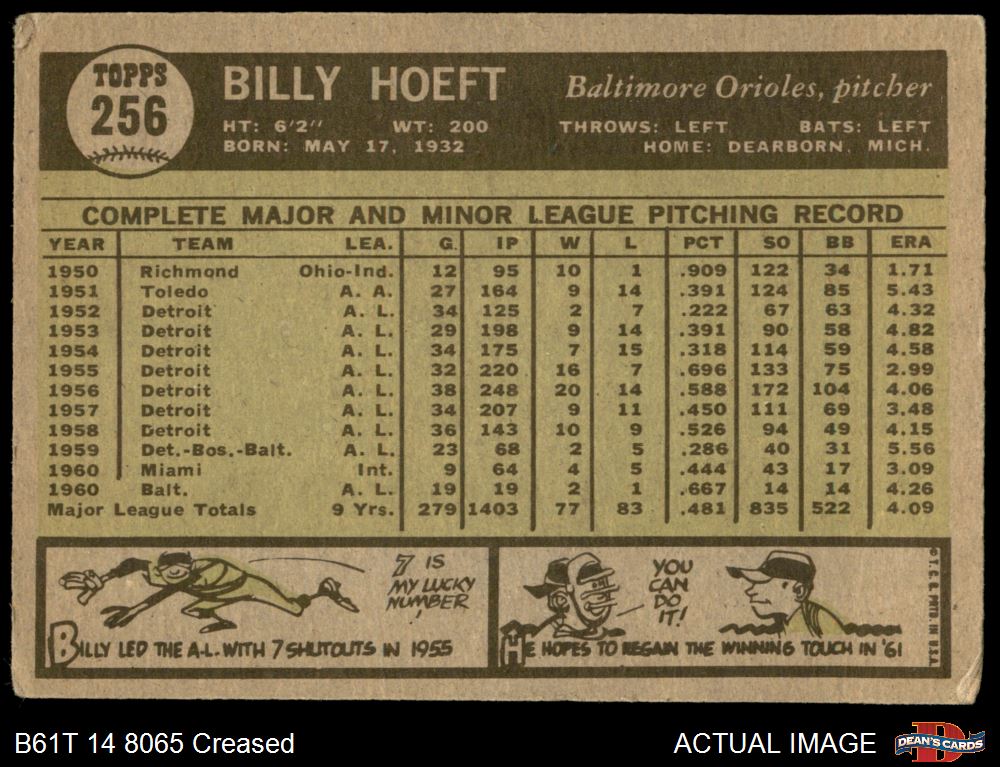 TOPPS
256
BILLY HOEFT
Baltimore Orioles, pitcher
HT: 6'2" WT: 200 THROWS: LEFT BATS: LEFT
BORN: MAY 17, 1932 HOME: DEARBORN, MICH.
COMPLETE MAJOR AND MINOR LEAGUE PITCHING RECORD
YEAR TEAM LEA. G. IP W L PCT SO BB ERA
1950 Richmond Ohio-Ind. 12 95 10 1 .909 122 34 1.71
1951 Toledo A. A. 27 164 9 14 .391 124 85 5.43
1952 Detroit A. L. 34 125 2 7 .222 67 63 4.32
1953 Detroit A. L. 29 198 9 14 .391 90 58 4.82
1954 Detroit A. L. 34 175 7 15 .318 114 59 4.58
1955 Detroit A. L. 32 220 16 7 .696 133 75 2.99
1956 Detroit A. L. 38 248 20 14 .588 172 104 4.06
1957 Detroit A. L. 34 207 9 11 .450 111 69 3.48
1958 Detroit A. L. 36 143 10 9 .526 94 49 4.15
1959 Det.-Bos.-Balt. A. L. 23 68 2 5 .286 40 31 5.56
1960 Miami Int. 9 64 4 5 .444 43 17 3.09
1960 Balt. A. L. 19 19 2 1 .667 14 14 4.26
Major League Totals 9 Yrs. 279 1403 77 83 .481 835 522 4.09
7 IS
MY LUCKY
NUMBER
!
BILLY LED THE A-L. WITH 7 SHUTOUTS IN 1955
YOU
CAN
DO
IT!
HE HOPES TO REGAIN THE WINNING TOUCH IN '61
© T.C.G. PRTD. IN U.S.A.
B61T 14 8065 Creased
ACTUAL IMAGE
DEAN'S CARDS